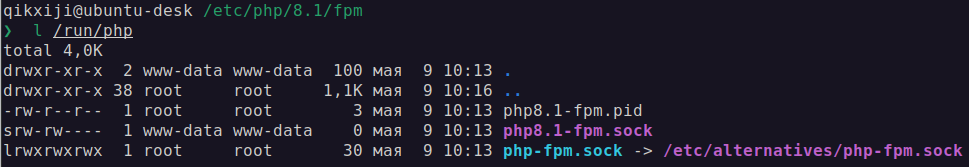 qikxiji@ubuntu-desk /etc/php/8.1/fpm
❯ l /run/php
total 4,0K
drwxr-xr-x  2 www-data www-data  100 мая  9 10:13 .
drwxr-xr-x 38 root     root     1,1K мая  9 10:16 ..
-rw-r--r--  1 root     root        3 мая  9 10:13 php8.1-fpm.pid
srw-rw----  1 www-data www-data    0 мая  9 10:13 php8.1-fpm.sock
lrwxrwxrwx  1 root     root       30 мая  9 10:13 php-fpm.sock -> /etc/alternatives/php-fpm.sock